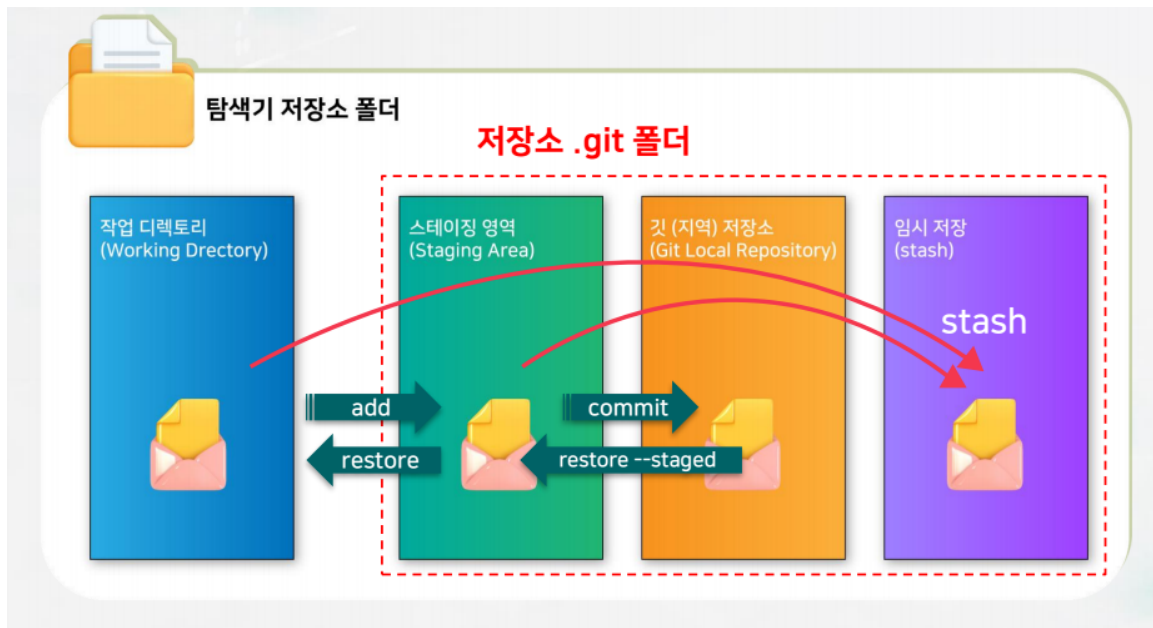 탐색기 저장소 폴더
저장소 .git 폴더
작업 디렉토리
(Working Drectory)
스테이징 영역
(Staging Area)
깃 (지역) 저장소
(Git Local Repository)
임시 저장
(stash)
stash
add
commit
restore
restore --staged